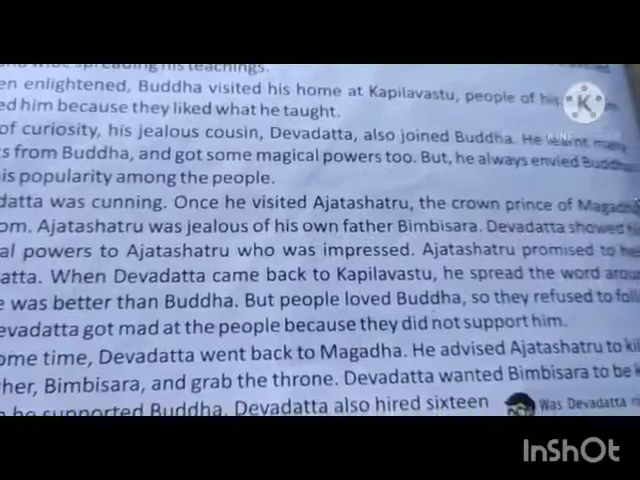 spreading his teachings.
en enlightened, Buddha visited his home at Kapilavastu, people of his
ed him because they liked what he taught.
of curiosity, his jealous cousin, Devadatta, also joined Buddha. He learnt many
s from Buddha, and got some magical powers too. But, he always envied Buddh
is popularity among the people.
datta was cunning. Once he visited Ajatashatru, the crown prince of Magad
om. Ajatashatru was jealous of his own father Bimbisara. Devadatta showed
al powers to Ajatashatru who was impressed. Ajatashatru promised to he
atta. When Devadatta came back to Kapilavastu, he spread the word arou
e was better than Buddha. But people loved Buddha, so they refused to foll
evadatta got mad at the people because they did not support him.
ome time, Devadatta went back to Magadha. He advised Ajatashatru to kil
her, Bimbisara, and grab the throne. Devadatta wanted Bimbisara to be k
he supported Buddha. Devadatta also hired sixteen
Was Devadatta
K
InShOt